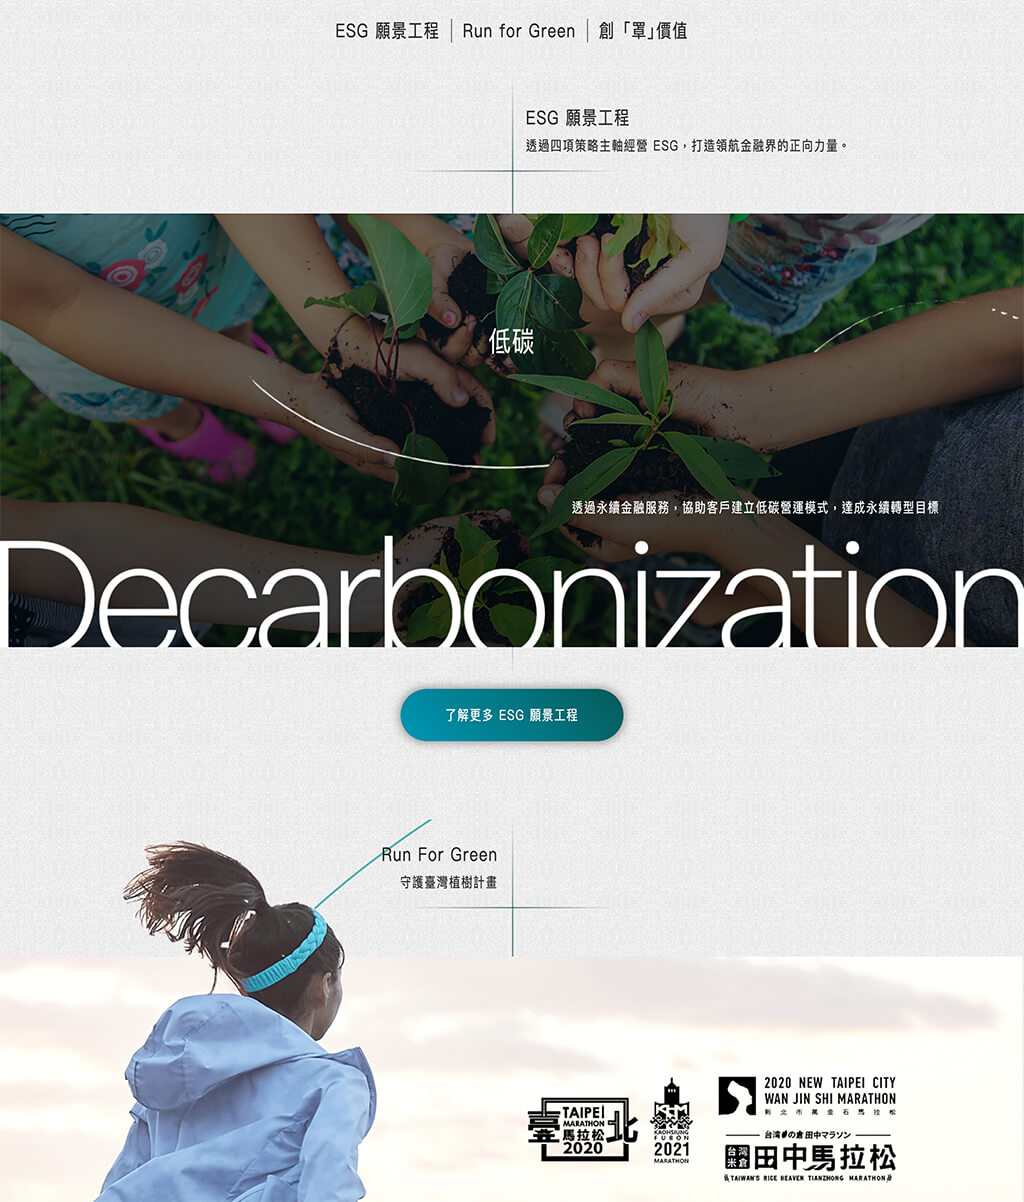 ESG 願景工程 | Run for Green | 創「罩」價值
ESG 願景工程
透過四項策略主軸經營 ESG，打造領航金融界的正向力量。
低碳
透過永續金融服務，協助客戶建立低碳營運模式，達成永續轉型目標
Decarbonization
了解更多 ESG 願景工程
Run For Green
守護臺灣植樹計畫
臺北
TAIPEI
MARATHON
馬拉松
2020
KAOHSIUNG
FUBON
2021
MARATHON
2020 NEW TAIPEI CITY
WAN JIN SHI MARATHON
新北市萬金石馬拉松
台湾の倉 田中マラソン
台灣米倉 田中馬拉松
TAIWAN'S RICE HEAVEN TIANZHONG MARATHON